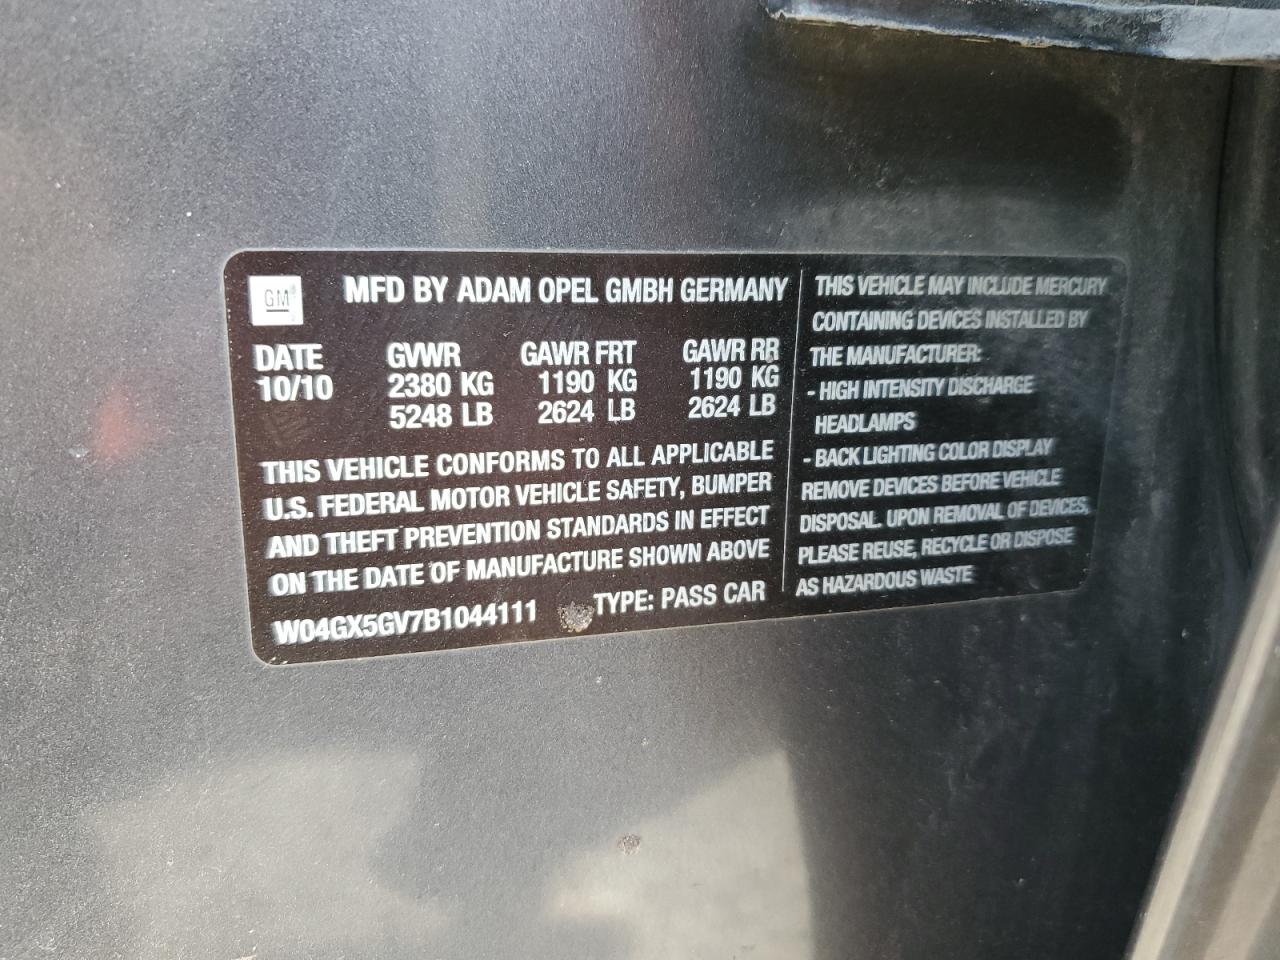 GM
MFD BY ADAM OPEL GMBH GERMANY
DATE GVWR GAWR FRT GAWR RR
10/10 2380 KG 1190 KG 1190 KG
5248 LB 2624 LB 2624 LB
THIS VEHICLE CONFORMS TO ALL APPLICABLE
U.S. FEDERAL MOTOR VEHICLE SAFETY, BUMPER
AND THEFT PREVENTION STANDARDS IN EFFECT
ON THE DATE OF MANUFACTURE SHOWN ABOVE
W04GX5GV7B1044111 TYPE: PASS CAR
THIS VEHICLE MAY INCLUDE MERCURY
CONTAINING DEVICES INSTALLED BY
THE MANUFACTURER:
- HIGH INTENSITY DISCHARGE
HEADLAMPS
- BACK LIGHTING COLOR DISPLAY
REMOVE DEVICES BEFORE VEHICLE
DISPOSAL. UPON REMOVAL OF DEVICES,
PLEASE REUSE, RECYCLE OR DISPOSE
AS HAZARDOUS WASTE